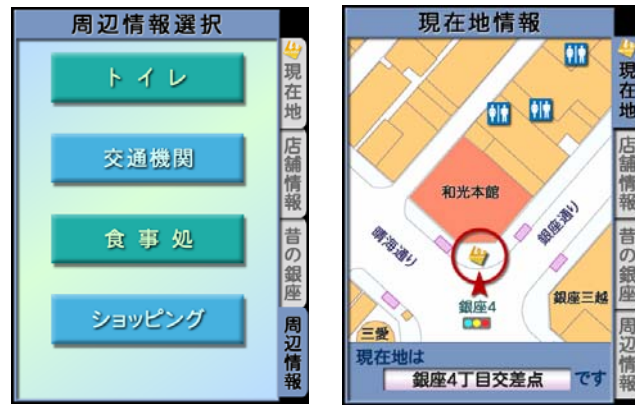 周辺情報選択
トイレ
交通機関
食事処
ショッピング
現在地
店舗情報
昔の銀座
周辺情報
現在地情報
和光本館
晴海通り
銀座通り
銀座4
銀座三越
三愛
現在地は
銀座4丁目交差点 です
現在地
店舗情報
昔の銀座
周辺情報